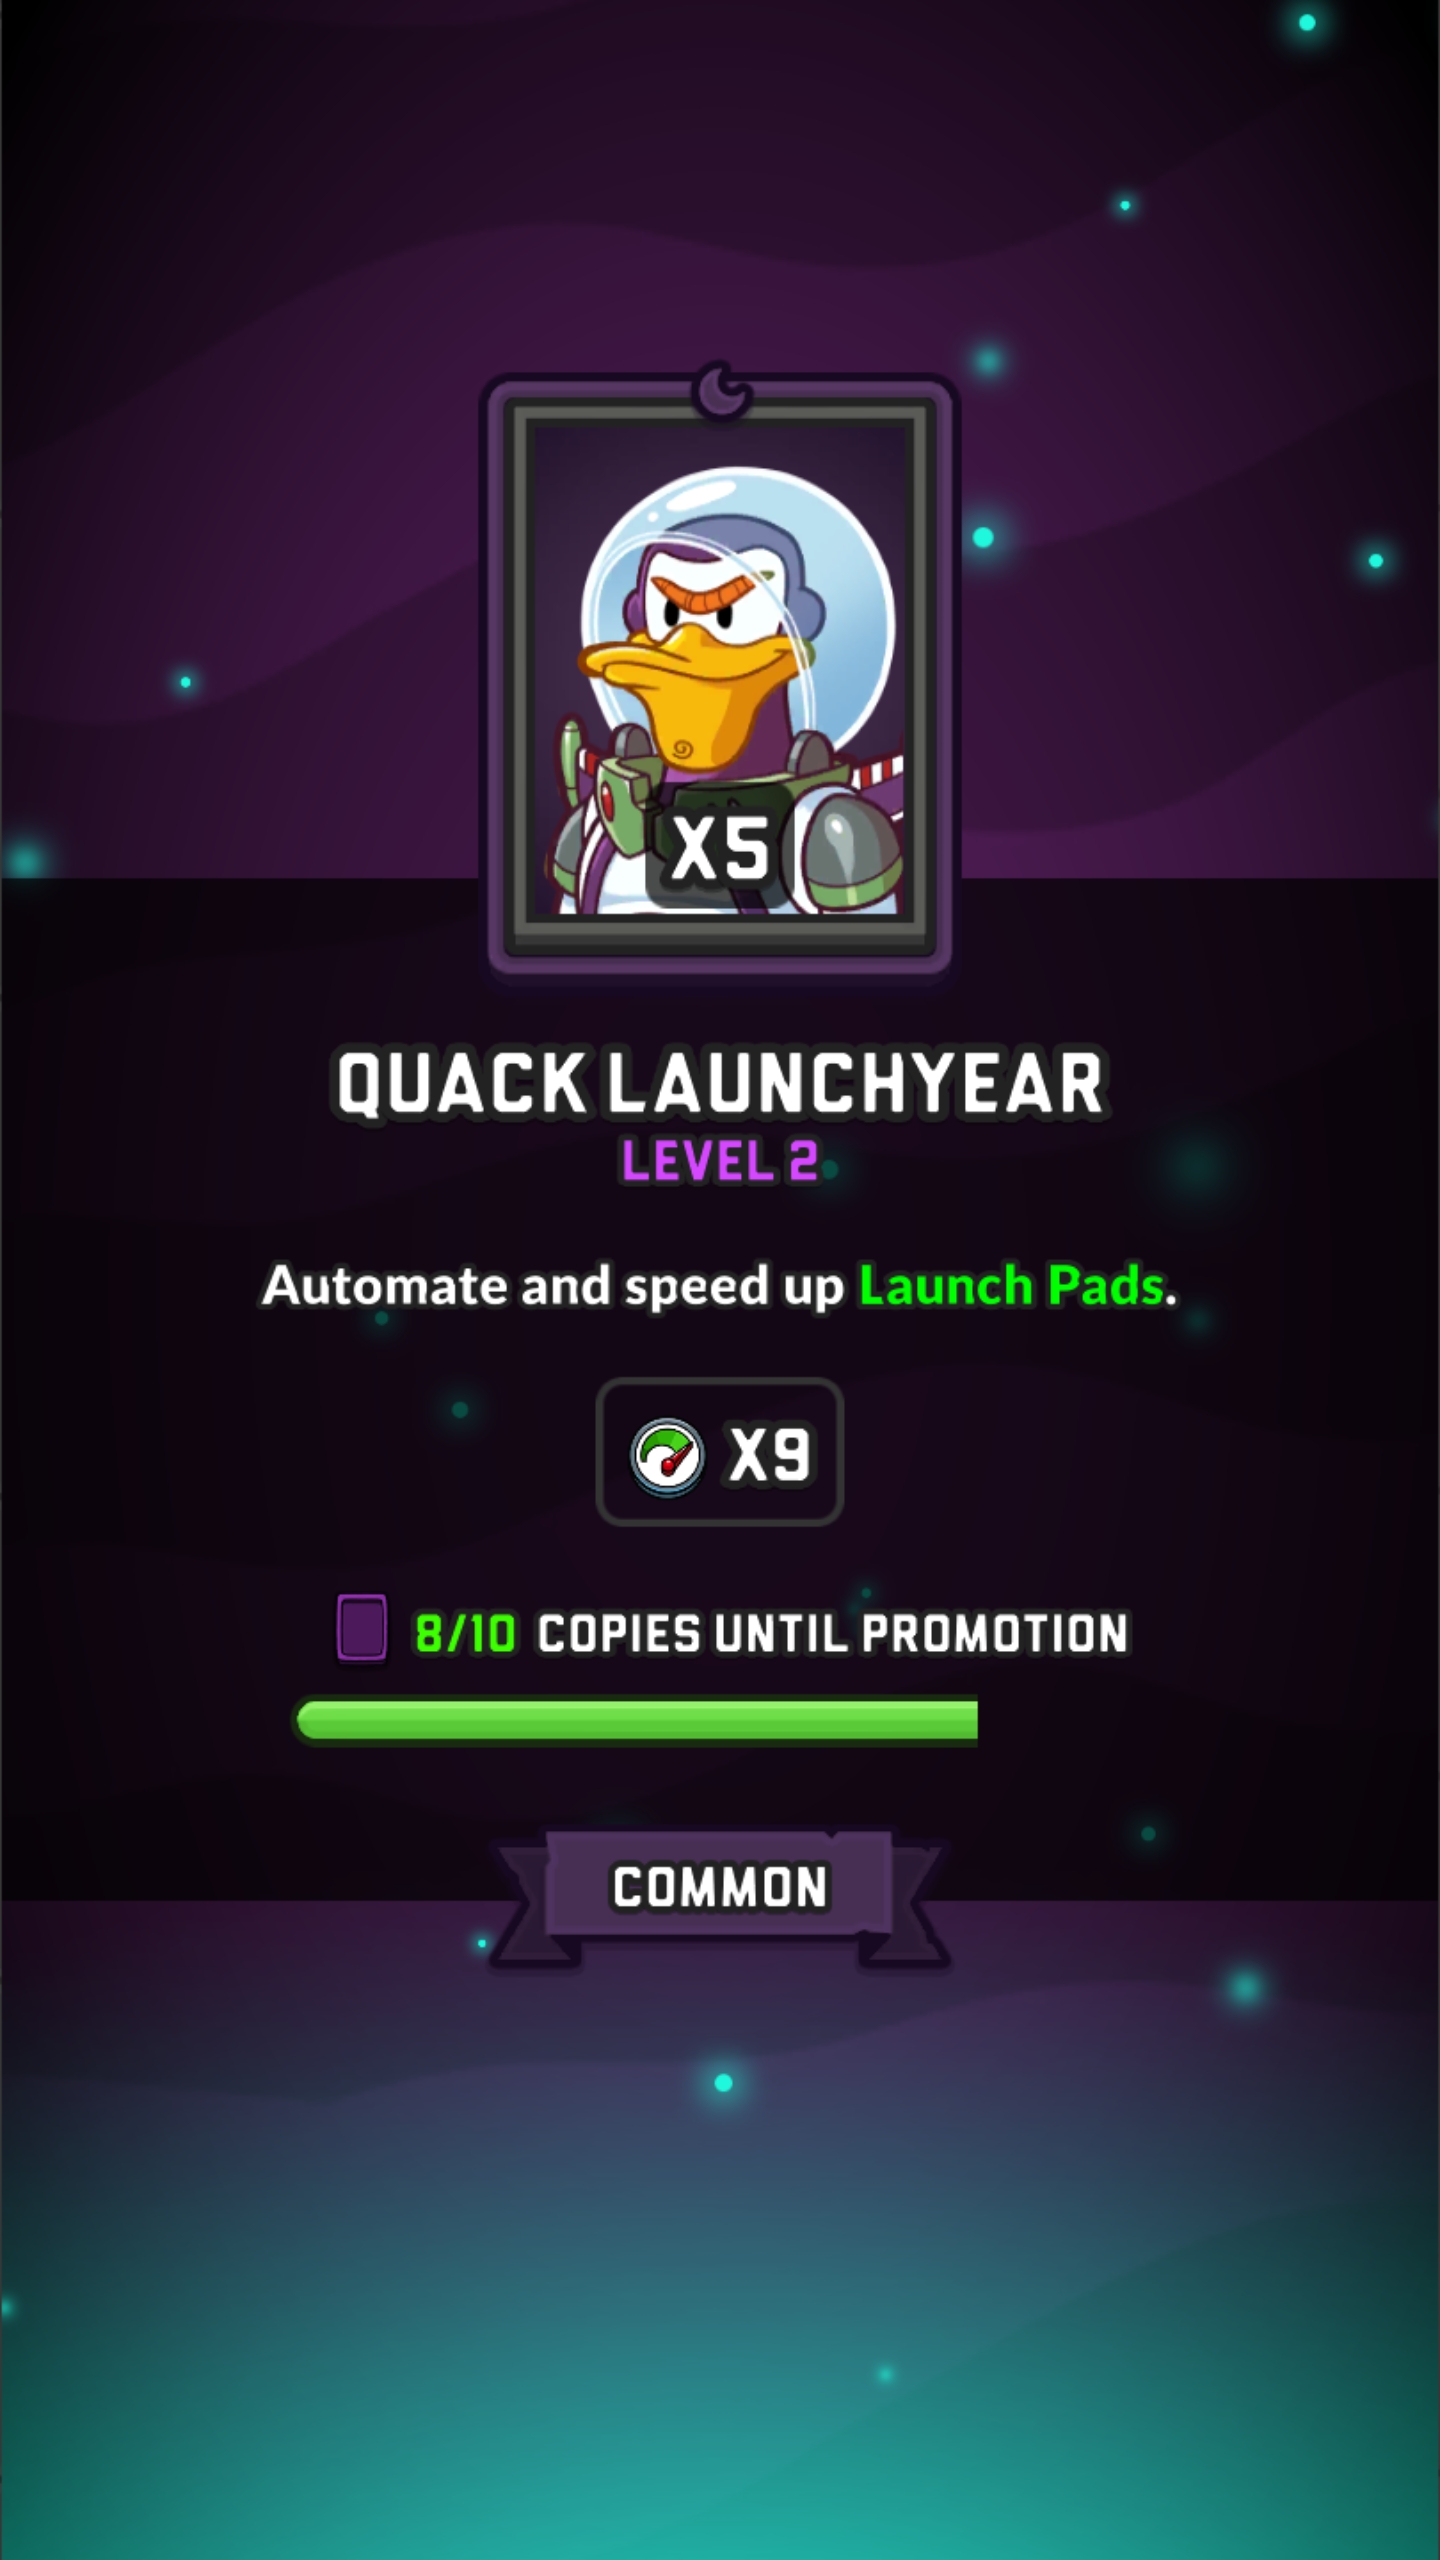 X5
QUACK LAUNCHYEAR
LEVEL 2
Automate and speed up Launch Pads.
X9
8/10 COPIES UNTIL PROMOTION
COMMON